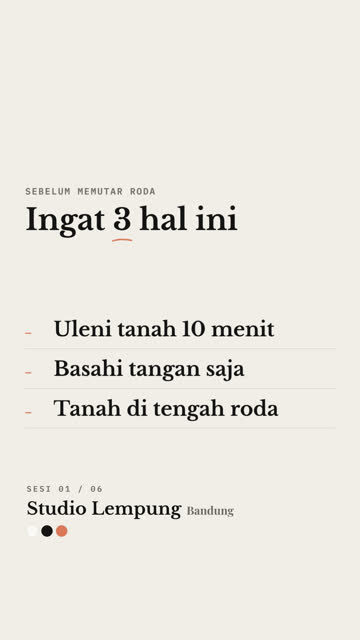 SEBELUM MEMUTAR RODA
Ingat 3 hal ini
– Uleni tanah 10 menit
– Basahi tangan saja
– Tanah di tengah roda
SESI 01 / 06
Studio Lempung Bandung